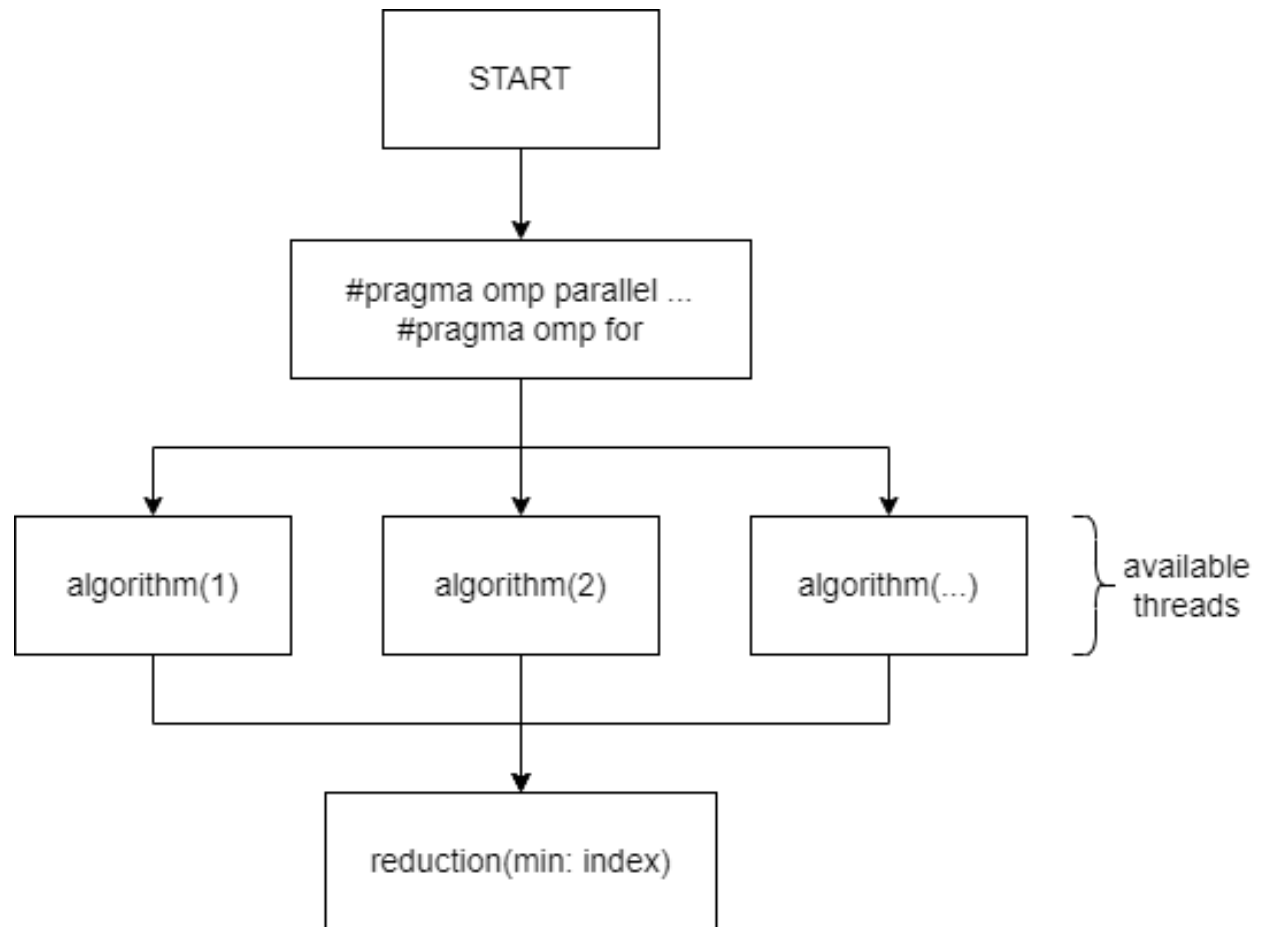 START
#pragma omp parallel ...
#pragma omp for
algorithm(1)
algorithm(2)
algorithm(...)
available
threads
reduction(min: index)